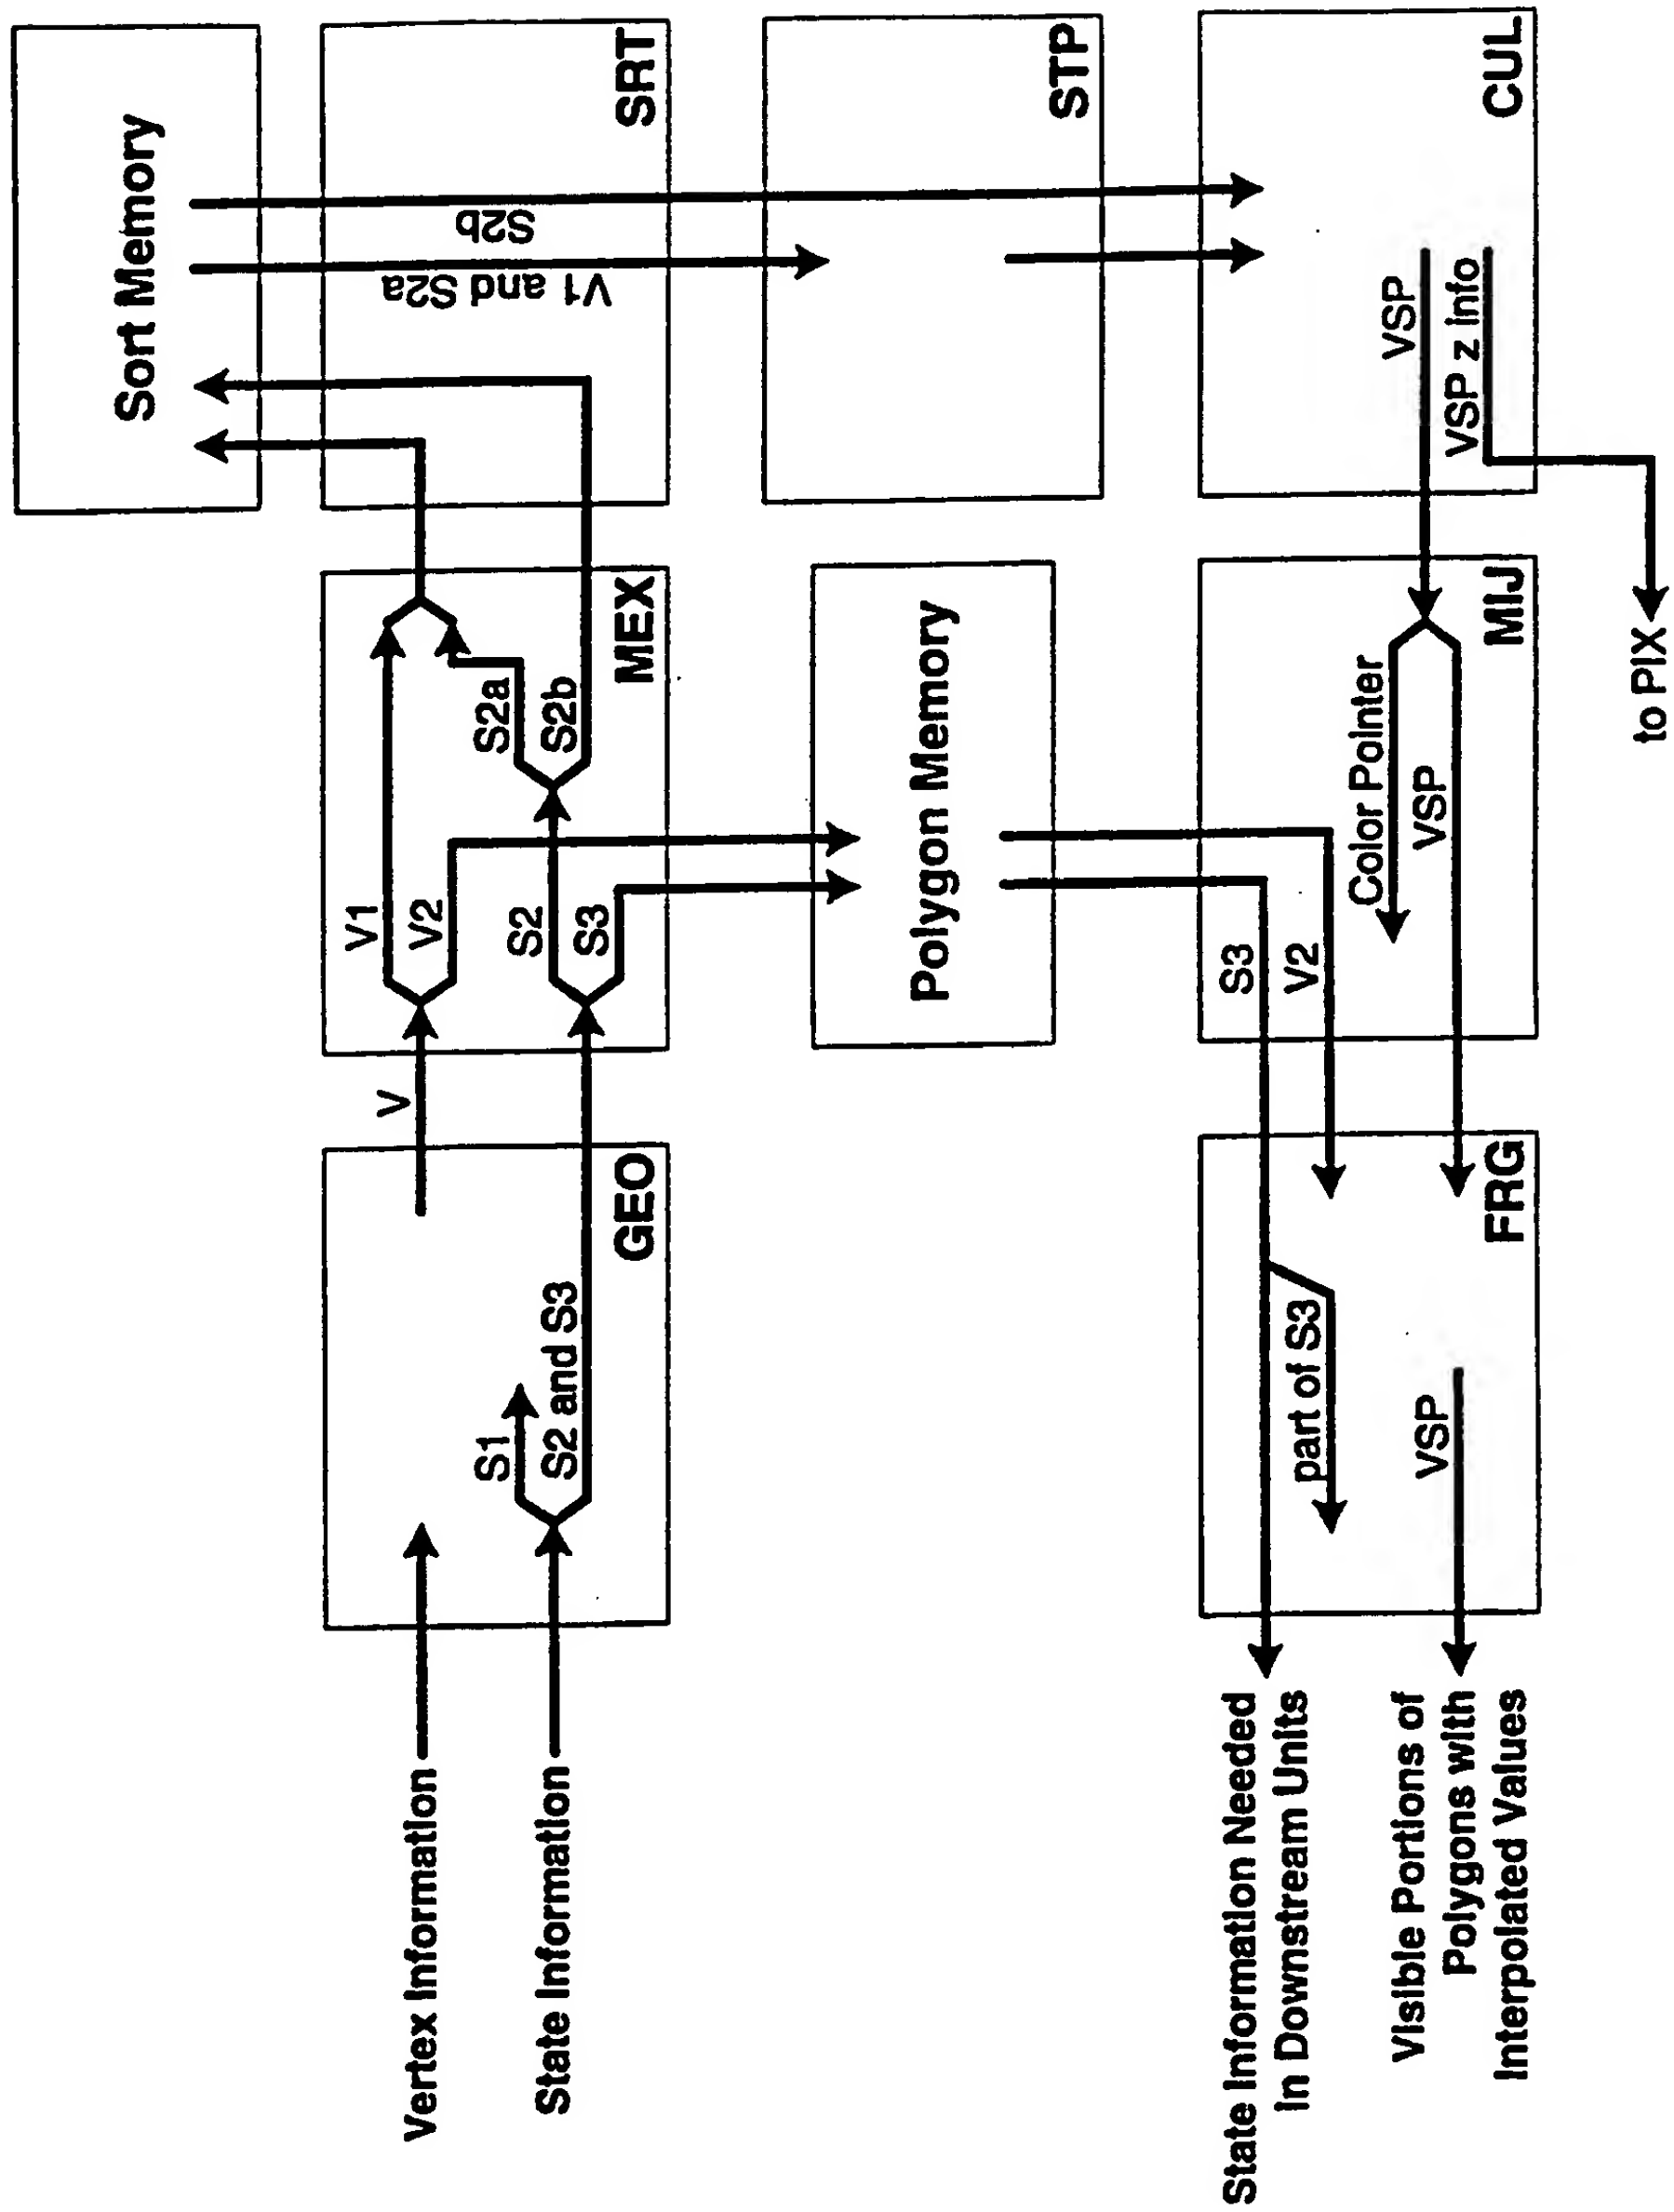 Vertex Information
State Information
S1
S2 and S3
GEO
V
V1
V2
S2
S3
S2a
S2b
MEX
Sort Memory
V1 and S2a
S2b
SRT
STP
Polygon Memory
CUL
VSP
VSP z info
to PIX
MIJ
Color Pointer
VSP
S3
V2
FRG
part of S3
VSP
State Information Needed
in Downstream Units
Visible Portions of
Polygons with
Interpolated Values